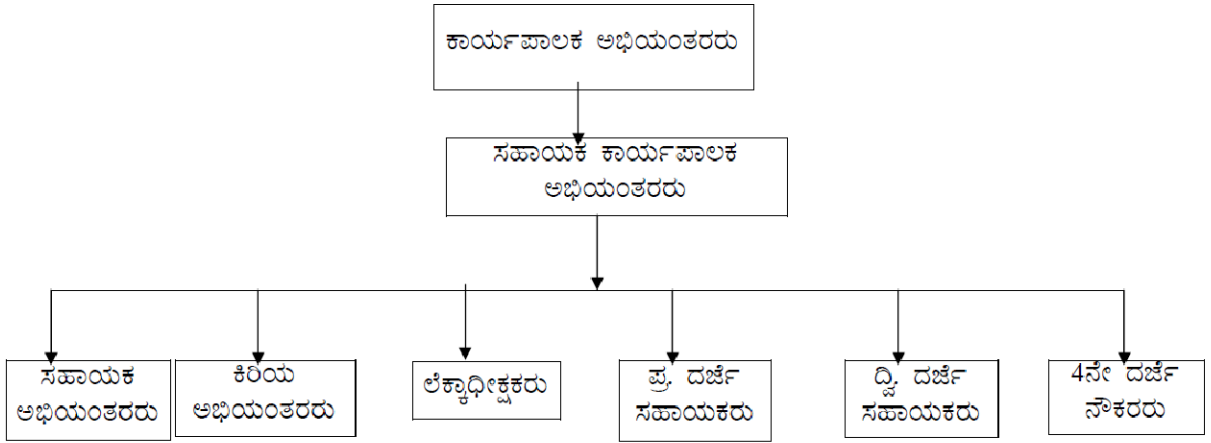 ಕಾರ್ಯಪಾಲಕ ಅಭಿಯಂತರರು
ಸಹಾಯಕ ಕಾರ್ಯಪಾಲಕ
ಅಭಿಯಂತರರು
ಸಹಾಯಕ
ಅಭಿಯಂತರರು
ಕಿರಿಯ
ಅಭಿಯಂತರರು
ಲೆಕ್ಕಾಧೀಕ್ಷಕರು
ಪ್ರ. ದರ್ಜೆ
ಸಹಾಯಕರು
ದ್ವಿ. ದರ್ಜೆ
ಸಹಾಯಕರು
4ನೇ ದರ್ಜೆ
ನೌಕರರು